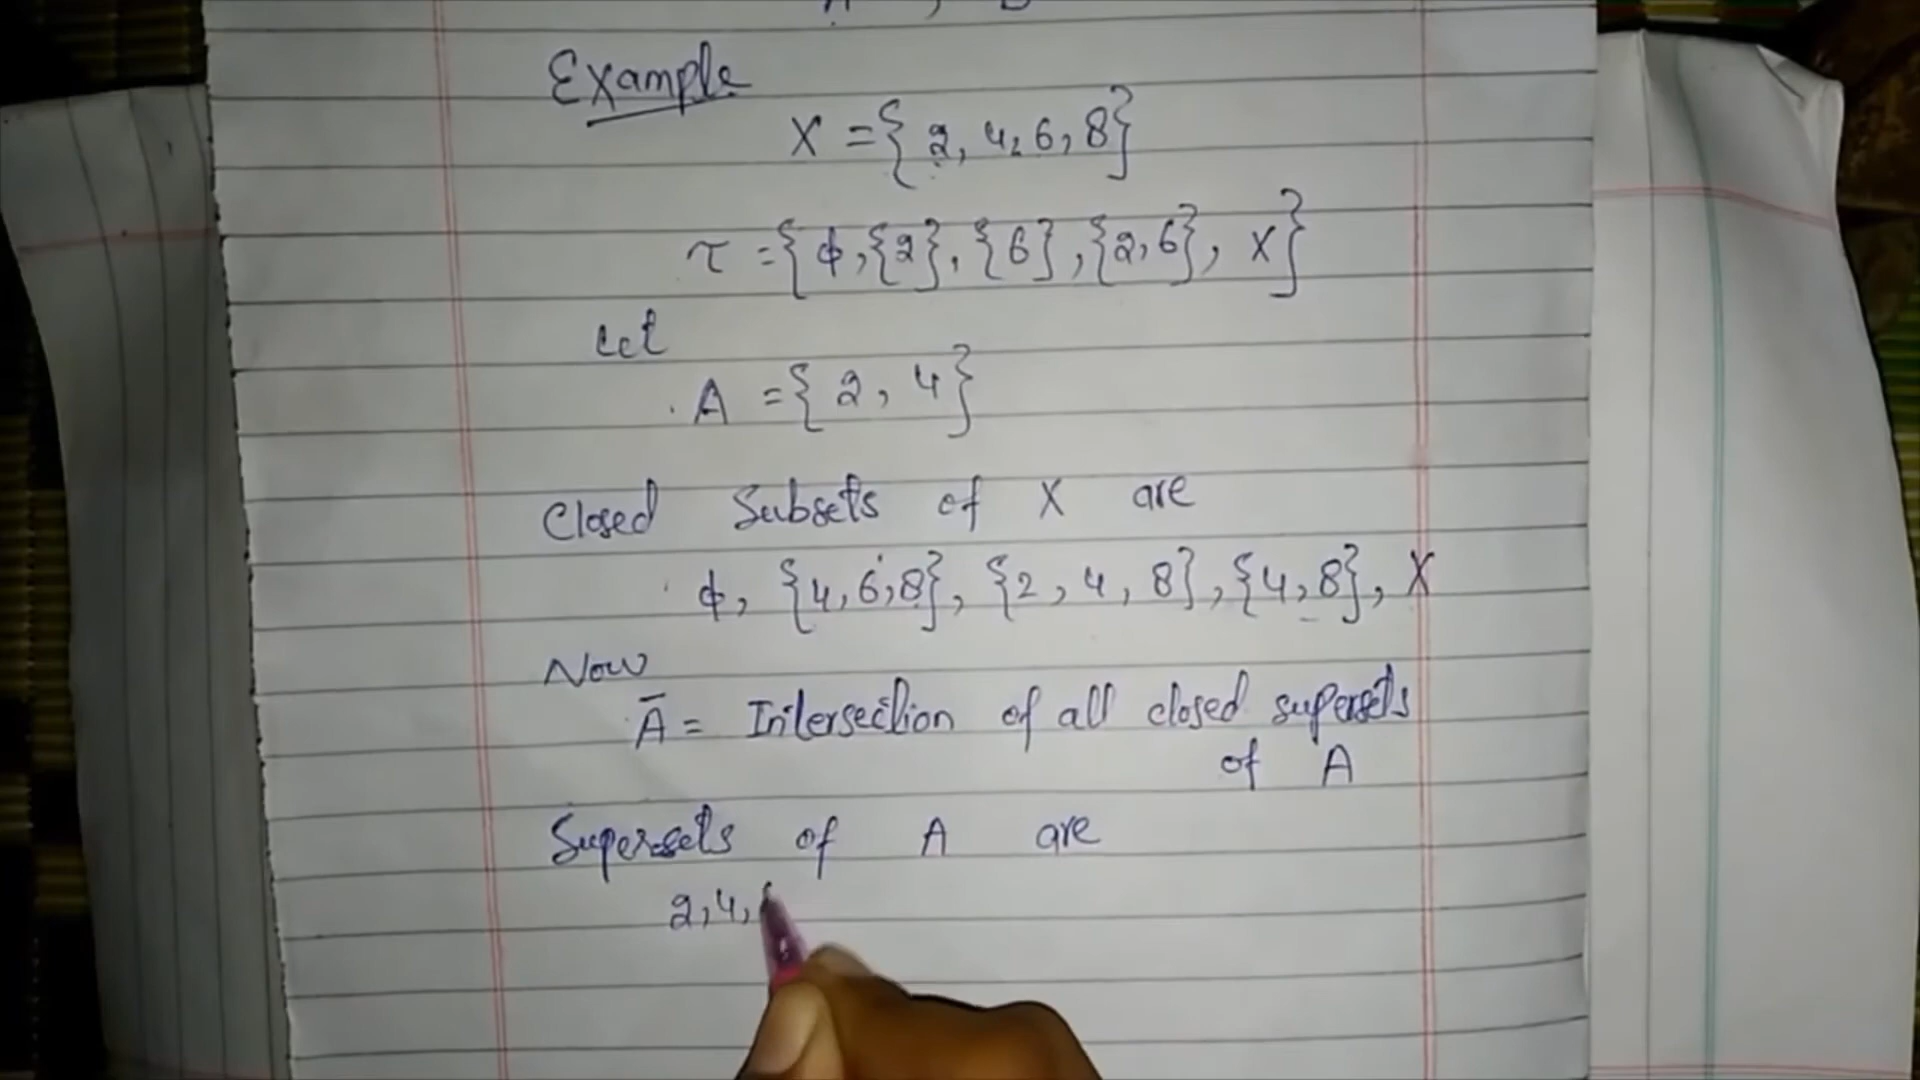 Example
X = { 2, 4, 6, 8}
τ = { ϕ, {2}, {6}, {2,6}, X}
Let
A = { 2, 4}
Closed Subsets of X are
ϕ, {4, 6, 8}, {2, 4, 8}, {4, 8}, X
Now
Ā = Intersection of all closed supersets
of A
Supersets of A are
2, 4,